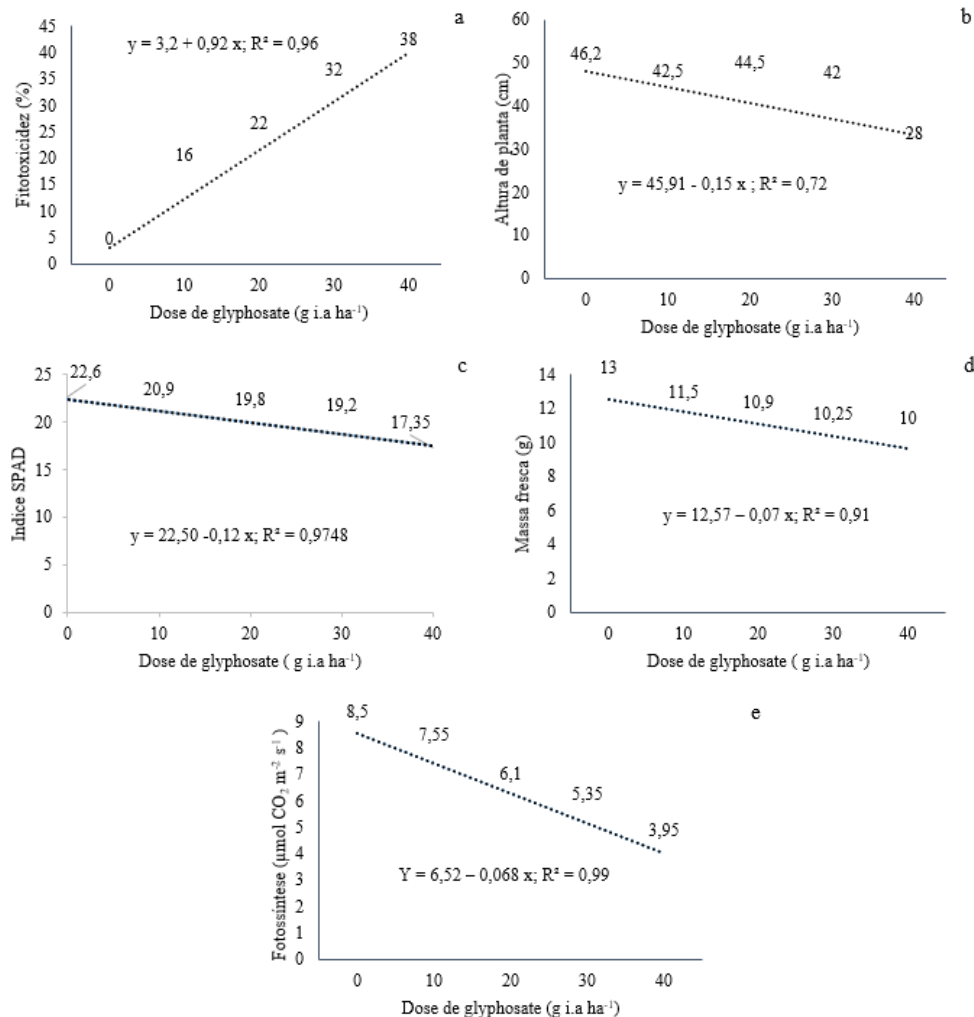 a
y = 3,2 + 0,92 x; R² = 0,96
Fitotoxicidez (%)
45
40
35
30
25
20
15
10
5
0
0
16
22
32
38
0 10 20 30 40
Dose de glyphosate (g i.a ha⁻¹)
b
Altura de planta (cm)
60
50
40
30
20
10
0
46,2
42,5
44,5
42
28
y = 45,91 - 0,15 x ; R² = 0,72
0 10 20 30 40
Dose de glyphosate (g i.a ha⁻¹)
c
Indice SPAD
25
20
15
10
5
0
22,6
20,9
19,8
19,2
17,35
y = 22,50 -0,12 x; R² = 0,9748
0 10 20 30 40
Dose de glyphosate ( g i.a ha⁻¹)
d
Massa fresca (g)
14
12
10
8
6
4
2
0
13
11,5
10,9
10,25
10
y = 12,57 – 0,07 x; R² = 0,91
0 10 20 30 40
Dose de glyphosate ( g i.a ha⁻¹)
e
Fotossíntese (µmol CO₂ m⁻² s⁻¹ )
9
8
7
6
5
4
3
2
1
0
8,5
7,55
6,1
5,35
3,95
Y = 6,52 – 0,068 x; R² = 0,99
0 10 20 30 40
Dose de glyphosate (g i.a ha⁻¹)